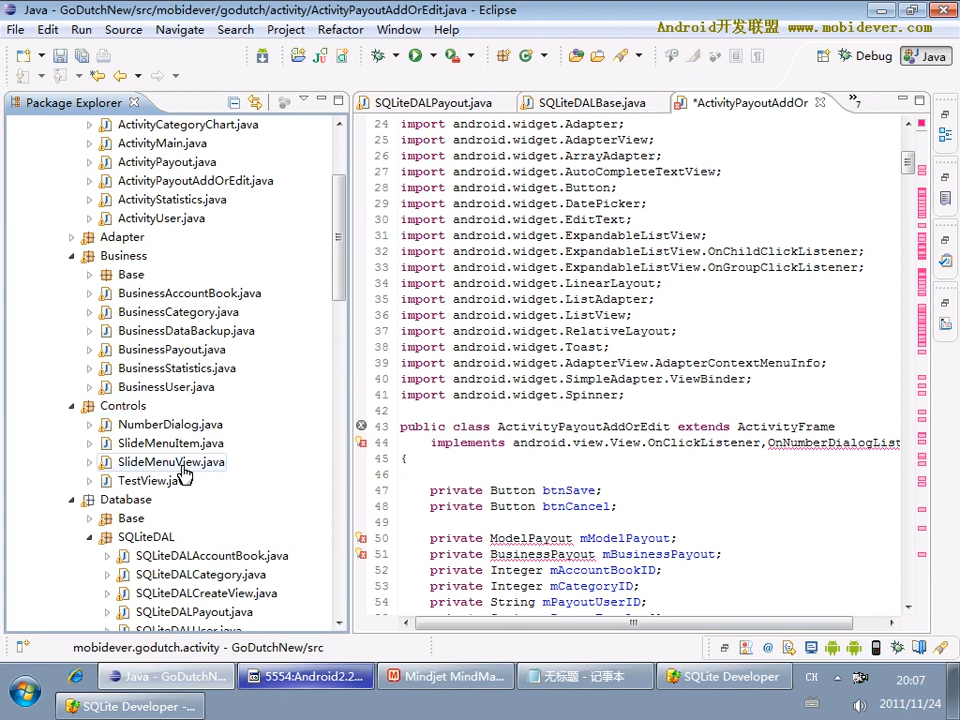 Java - GoDutchNew/src/mobidever/godutch/activity/ActivityPayoutAddOrEdit.java - Eclipse
File Edit Run Source Navigate Search Project Refactor Window Help
Android开发联盟 www.mobidever.com
Debug Java
Package Explorer
SQLiteDALPayout.java SQLiteDALBase.java *ActivityPayoutAddOr 7
ActivityCategoryChart.java
ActivityMain.java
ActivityPayout.java
ActivityPayoutAddOrEdit.java
ActivityStatistics.java
ActivityUser.java
Adapter
Business
Base
BusinessAccountBook.java
BusinessCategory.java
BusinessDataBackup.java
BusinessPayout.java
BusinessStatistics.java
BusinessUser.java
Controls
NumberDialog.java
SlideMenuItem.java
SlideMenuView.java
Database
Base
SQLiteDAL
SQLiteDALAccountBook.java
SQLiteDALCategory.java
SQLiteDALCreateView.java
SQLiteDALPayout.java
24 import android.widget.Adapter;
25 import android.widget.AdapterView;
26 import android.widget.ArrayAdapter;
27 import android.widget.AutoCompleteTextView;
28 import android.widget.Button;
29 import android.widget.DatePicker;
30 import android.widget.EditText;
31 import android.widget.ExpandableListView;
32 import android.widget.ExpandableListView.OnChildClickListener;
33 import android.widget.ExpandableListView.OnGroupClickListener;
34 import android.widget.LinearLayout;
35 import android.widget.ListAdapter;
36 import android.widget.ListView;
37 import android.widget.RelativeLayout;
38 import android.widget.Toast;
39 import android.widget.AdapterView.AdapterContextMenuInfo;
40 import android.widget.SimpleAdapter.ViewBinder;
41 import android.widget.Spinner;
42
43 public class ActivityPayoutAddOrEdit extends ActivityFrame
44 implements android.view.View.OnClickListener,OnNumberDialogList
45 {
46
47 private Button btnSave;
48 private Button btnCancel;
49
50 private ModelPayout mModelPayout;
51 private BusinessPayout mBusinessPayout;
52 private Integer mAccountBookID;
53 private Integer mCategoryID;
54 private String mPayoutUserID;
mobidever.godutch.activity - GoDutchNew/src
Java - GoDutchN... 5554:Android2.2... Mindjet MindMa... 无标题 - 记事本 SQLite Developer CH 20:07
SQLite Developer -... 2011/11/24